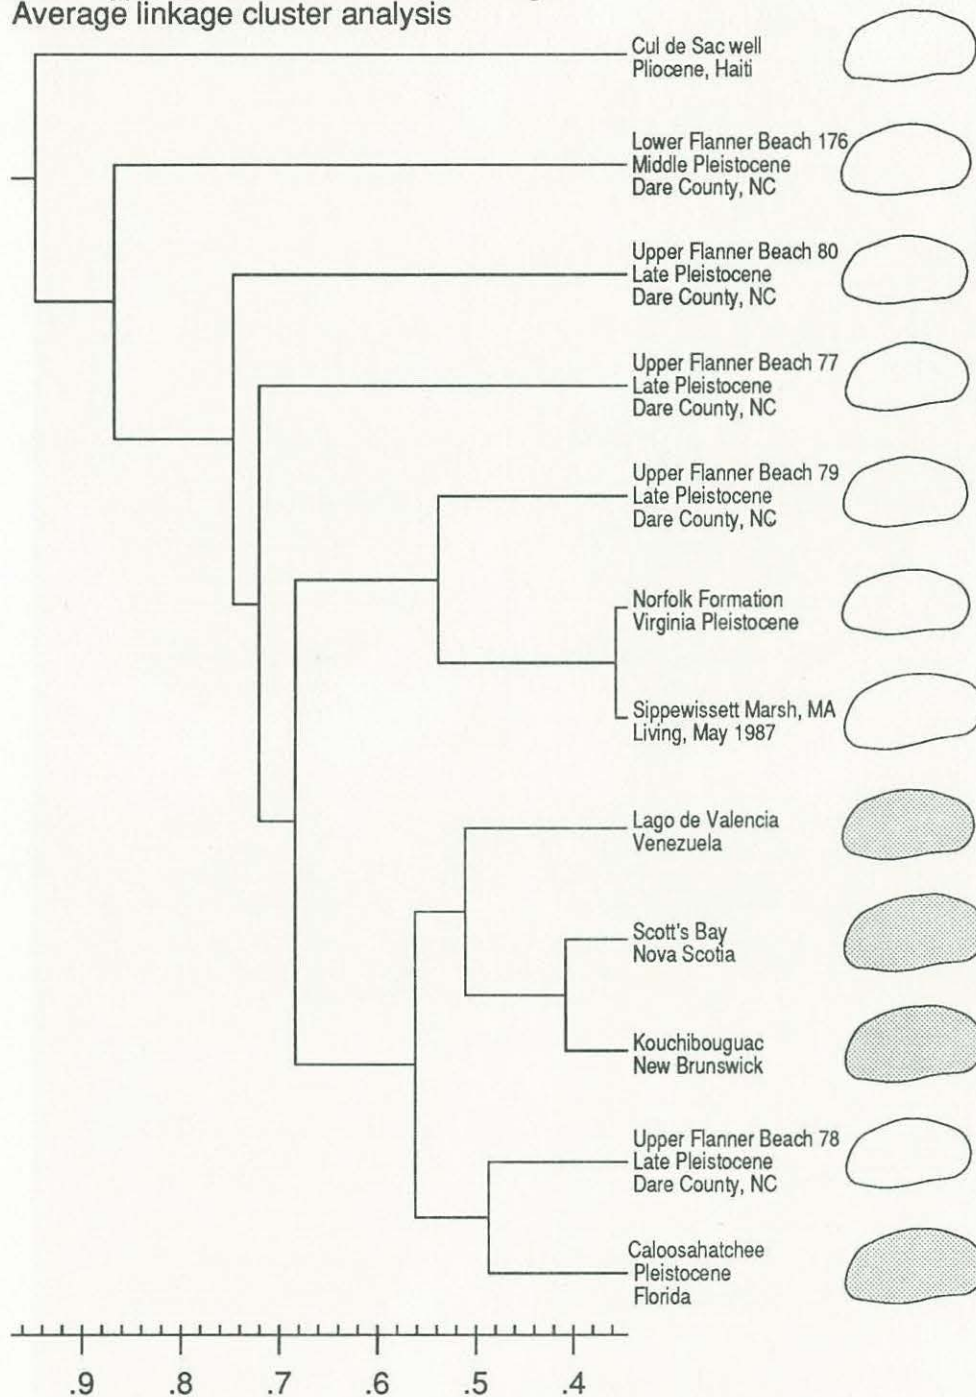 Average linkage cluster analysis
Cul de Sac well
Pliocene, Haiti
Lower Flanner Beach 176
Middle Pleistocene
Dare County, NC
Upper Flanner Beach 80
Late Pleistocene
Dare County, NC
Upper Flanner Beach 77
Late Pleistocene
Dare County, NC
Upper Flanner Beach 79
Late Pleistocene
Dare County, NC
Norfolk Formation
Virginia Pleistocene
Sippewissett Marsh, MA
Living, May 1987
Lago de Valencia
Venezuela
Scott's Bay
Nova Scotia
Kouchibouguac
New Brunswick
Upper Flanner Beach 78
Late Pleistocene
Dare County, NC
Caloosahatchee
Pleistocene
Florida
.9 .8 .7 .6 .5 .4